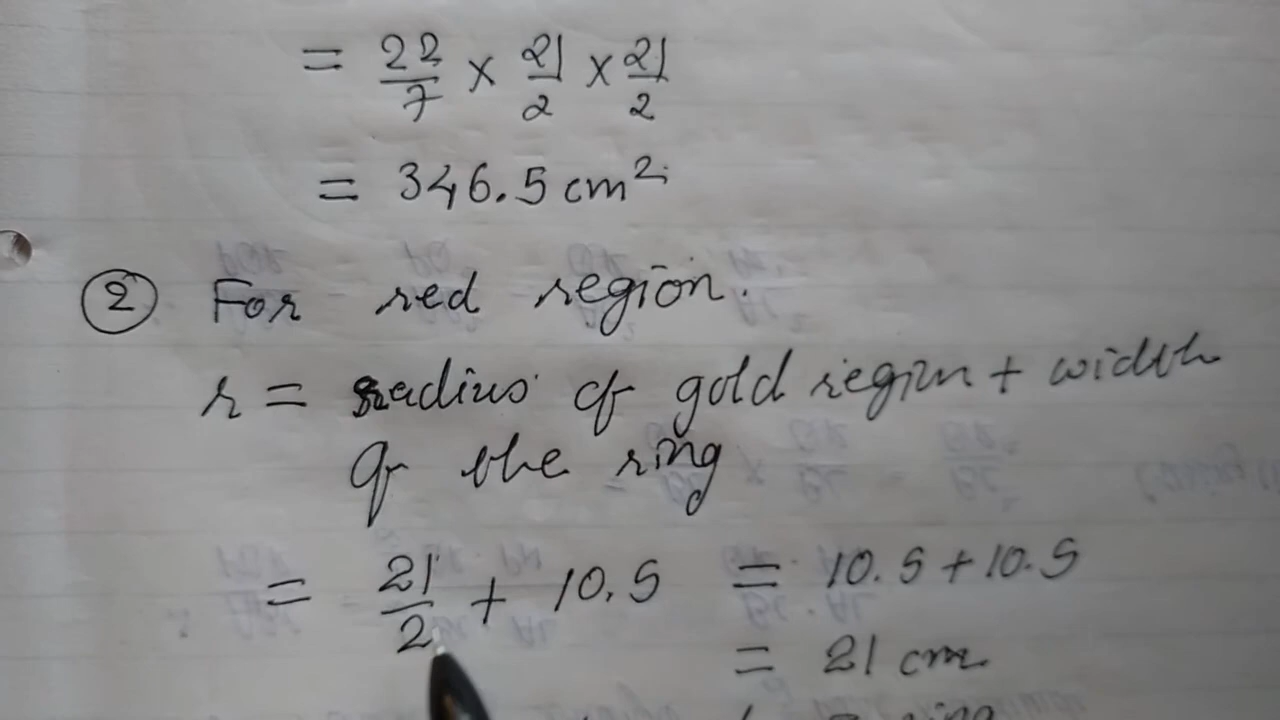 = 22/7 × 21/2 × 21/2
= 346.5 cm²
② For red region.
r = radius of gold region + width
of the ring
= 21/2 + 10.5 = 10.5 + 10.5
= 21 cm
ring